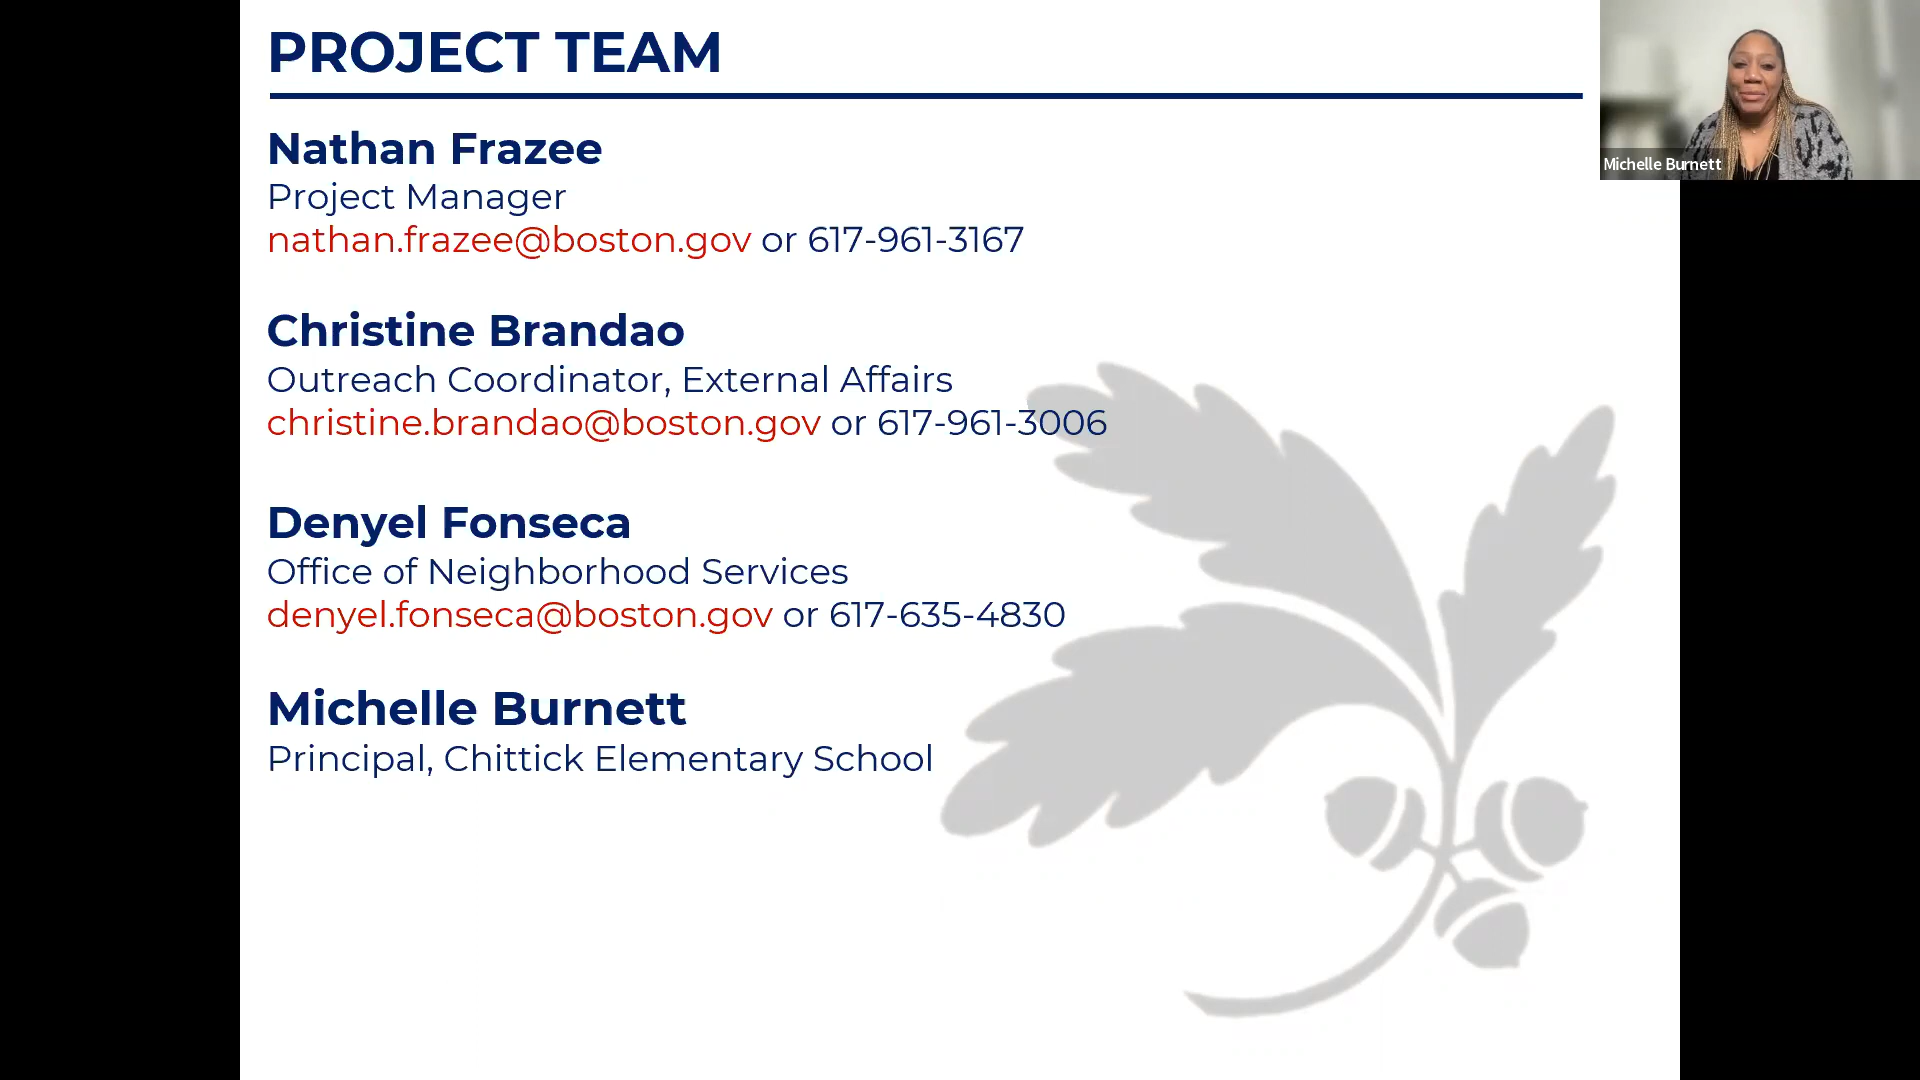 PROJECT TEAM
Nathan Frazee
Project Manager
nathan.frazee@boston.gov or 617-961-3167
Christine Brandao
Outreach Coordinator, External Affairs
christine.brandao@boston.gov or 617-961-3006
Denyel Fonseca
Office of Neighborhood Services
denyel.fonseca@boston.gov or 617-635-4830
Michelle Burnett
Principal, Chittick Elementary School
Michelle Burnett